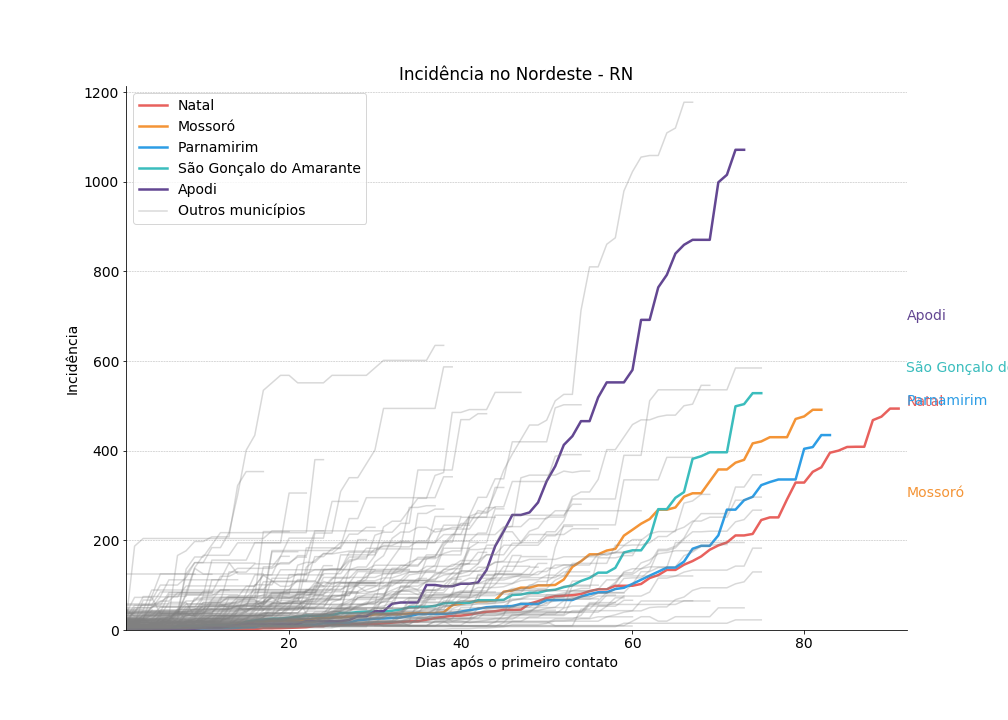 Incidência no Nordeste - RN
Natal
Mossoró
Parnamirim
São Gonçalo do Amarante
Apodi
Outros municípios
1200
1000
800
600
400
200
0
Incidência
20
40
60
80
Dias após o primeiro contato
Apodi
São Gonçalo d
Parnamirim
Natal
Mossoró